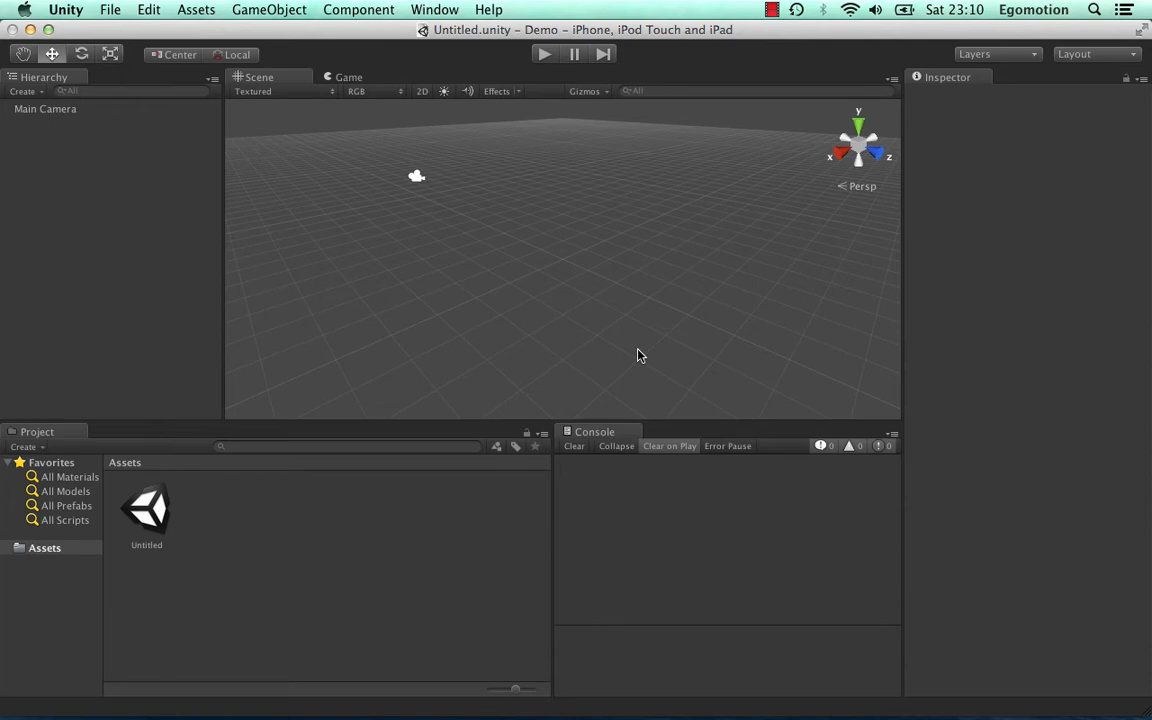 Unity File Edit Assets GameObject Component Window Help Sat 23:10 Egomotion
Untitled.unity – Demo – iPhone, iPod Touch and iPad
Center Local Layers Layout
Hierarchy
Create All
Main Camera
Scene Game
Textured RGB 2D Effects Gizmos All
y
x z
Persp
Inspector
Project
Create
Favorites
All Materials
All Models
All Prefabs
All Scripts
Assets
Assets
Untitled
Console
Clear Collapse Clear on Play Error Pause 0 0 0